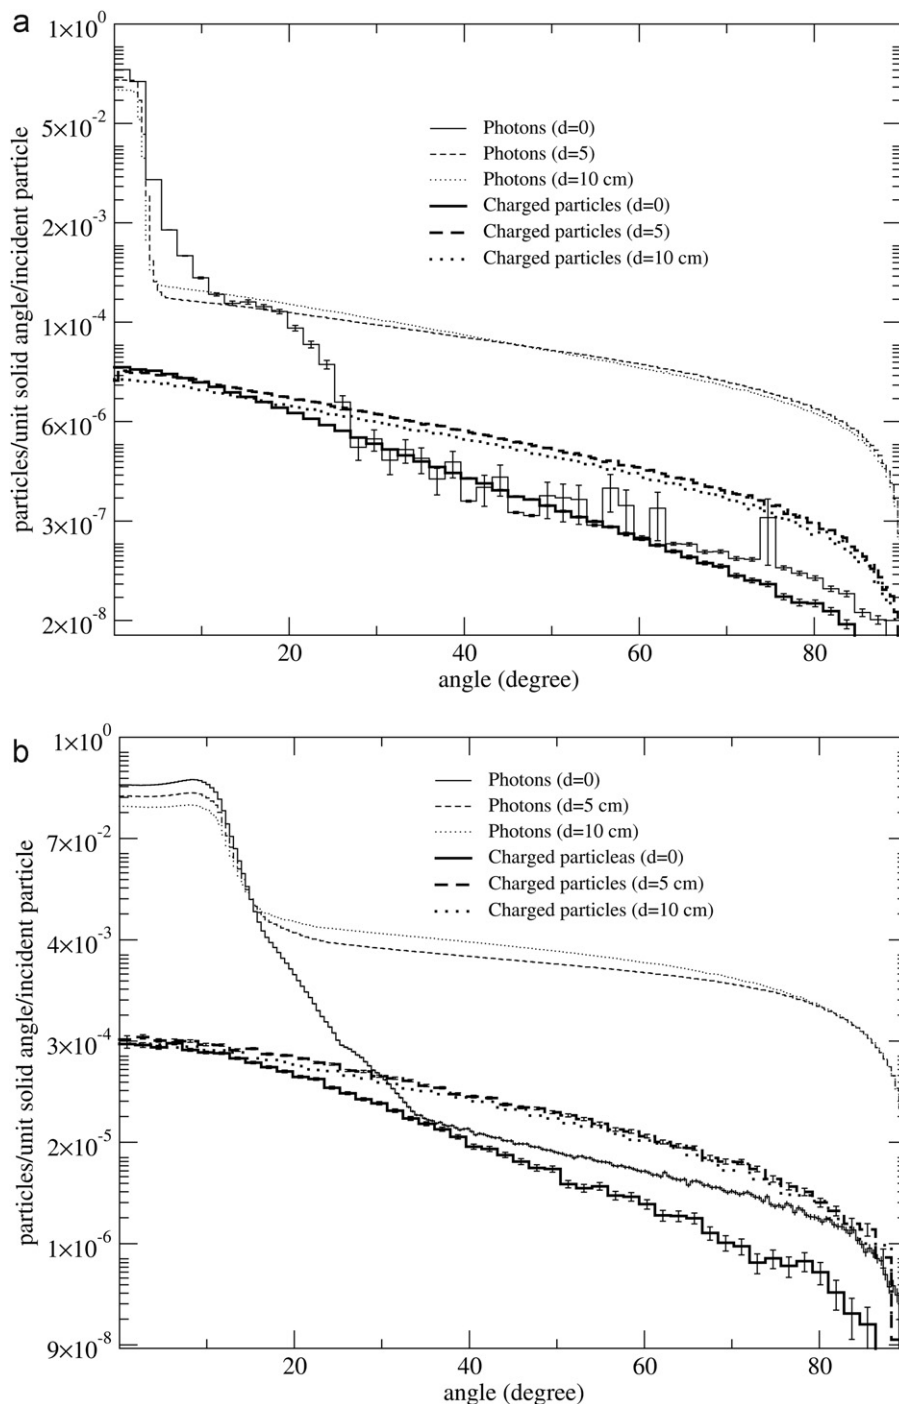 a
1×10⁰
5×10⁻²
2×10⁻³
1×10⁻⁴
6×10⁻⁶
3×10⁻⁷
2×10⁻⁸
particles/unit solid angle/incident particle
Photons (d=0)
Photons (d=5)
Photons (d=10 cm)
Charged particles (d=0)
Charged particles (d=5)
Charged particles (d=10 cm)
20 40 60 80
angle (degree)
b
1×10⁰
7×10⁻²
4×10⁻³
3×10⁻⁴
2×10⁻⁵
1×10⁻⁶
9×10⁻⁸
particles/unit solid angle/incident particle
Photons (d=0)
Photons (d=5 cm)
Photons (d=10 cm)
Charged particleas (d=0)
Charged particles (d=5 cm)
Charged particles (d=10 cm)
20 40 60 80
angle (degree)